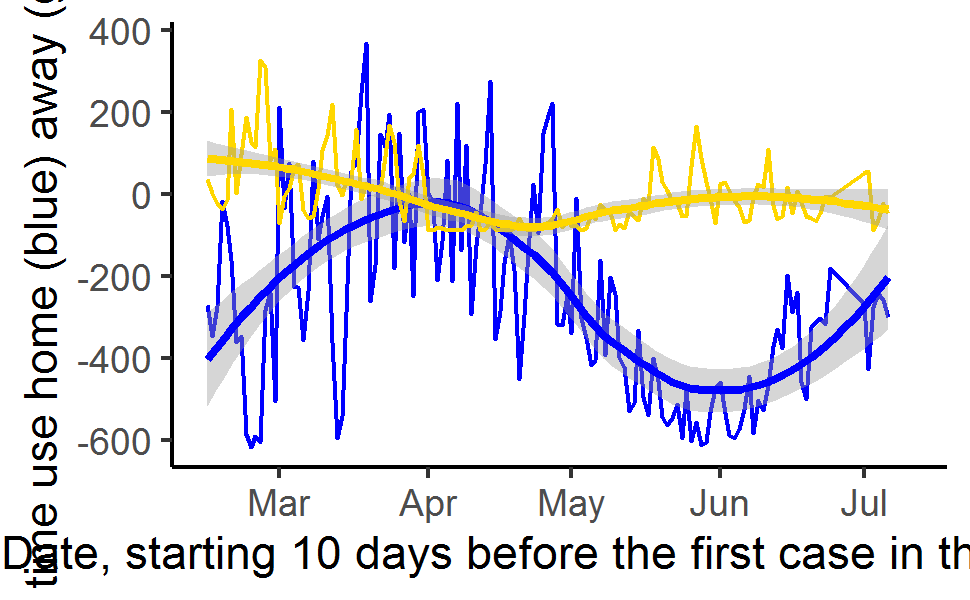 time use home (blue) away (
400
200
0
-200
-400
-600
Mar Apr May Jun Jul
Date, starting 10 days before the first case in th